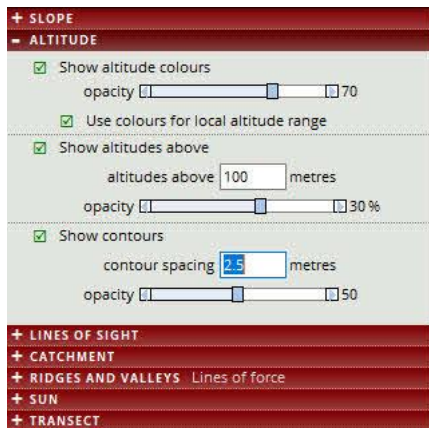 + SLOPE
- ALTITUDE
Show altitude colours
opacity 70
Use colours for local altitude range
Show altitudes above
altitudes above 100 metres
opacity 30 %
Show contours
contour spacing 2.5 metres
opacity 50
+ LINES OF SIGHT
+ CATCHMENT
+ RIDGES AND VALLEYS Lines of force
+ SUN
+ TRANSECT